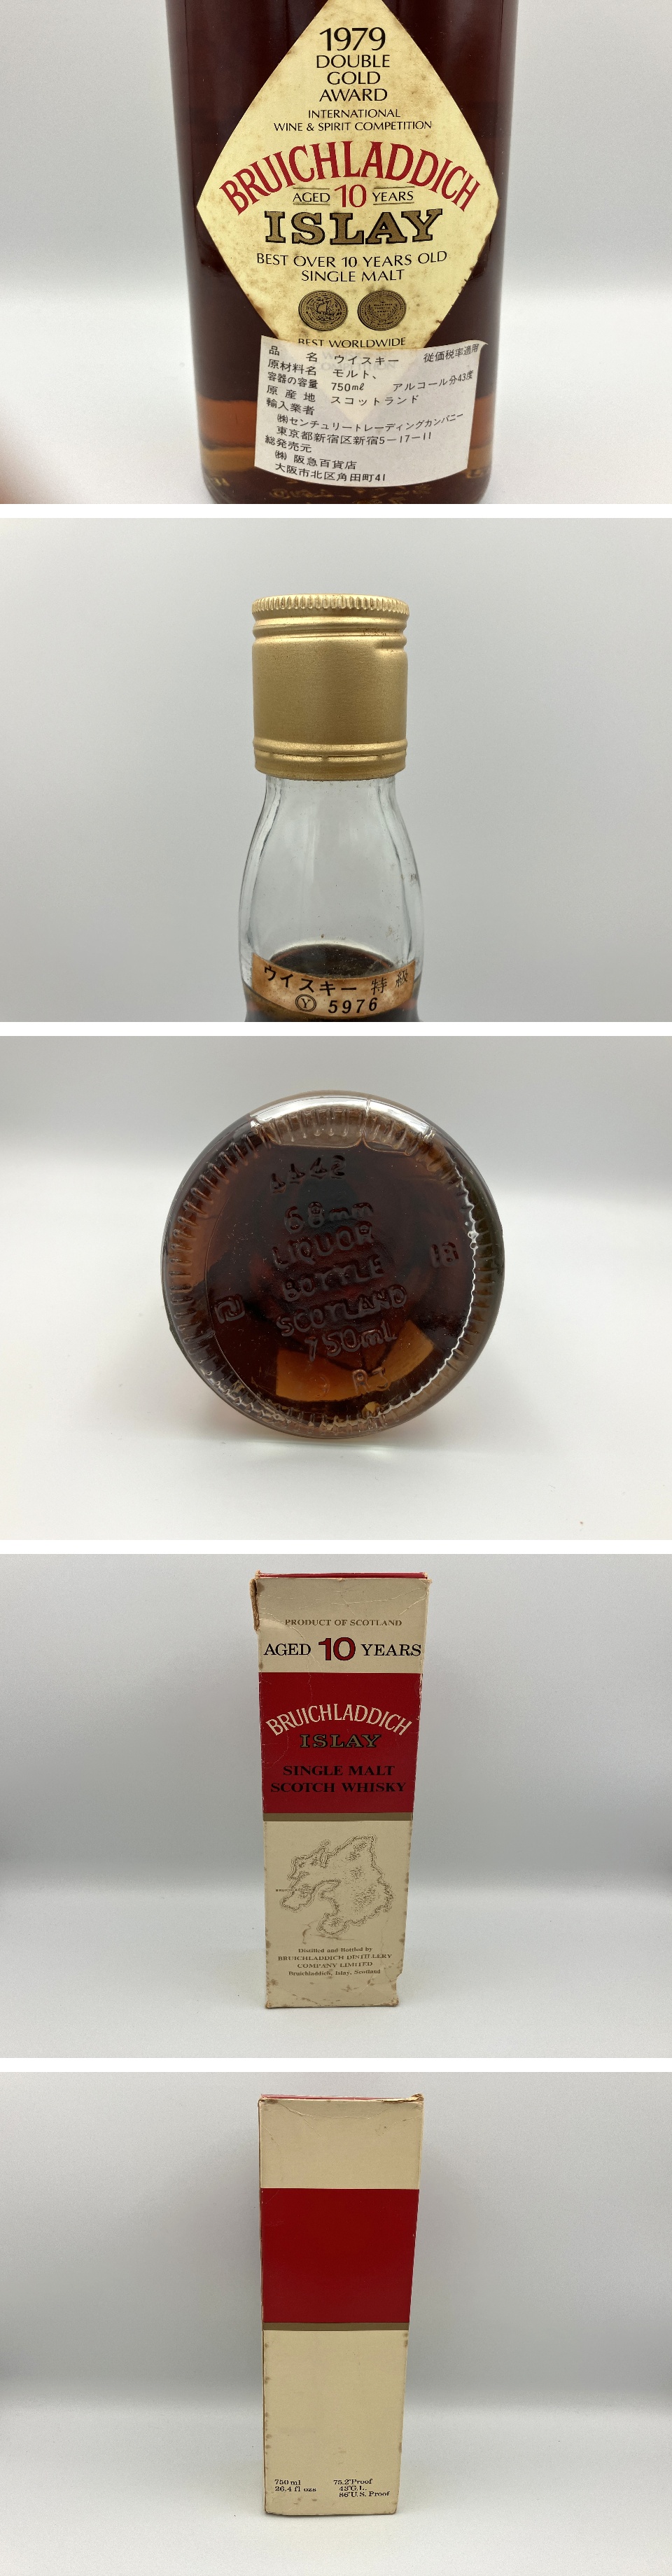 1979
DOUBLE
GOLD
AWARD
INTERNATIONAL
WINE & SPIRIT COMPETITION
BRUICHLADDICH
AGED 10 YEARS
ISLAY
BEST OVER 10 YEARS OLD
SINGLE MALT
BEST WORLDWIDE
品名 ウイスキー 従価税率適用
原材料名 モルト、
容器の容量 750㎖ アルコール分43度
原産地 スコットランド
輸入業者
㈱センチュリートレーディングカンパニー
東京都新宿区新宿5-17-11
総発売元
㈱ 阪急百貨店
大阪市北区角田町41
ウイスキー 特級
Ⓨ 5976
68mm
LIQUOR
BOTTLE
SCOTLAND
750mL
PRODUCT OF SCOTLAND
AGED 10 YEARS
BRUICHLADDICH
ISLAY
SINGLE MALT
SCOTCH WHISKY
Distilled and Bottled by
BRUICHLADDICH DISTILLERY
COMPANY LIMITED
Bruichladdich, Islay, Scotland
750 ml 75.2°Proof
26.4 fl ozs 43°G.L.
86°U.S. Proof